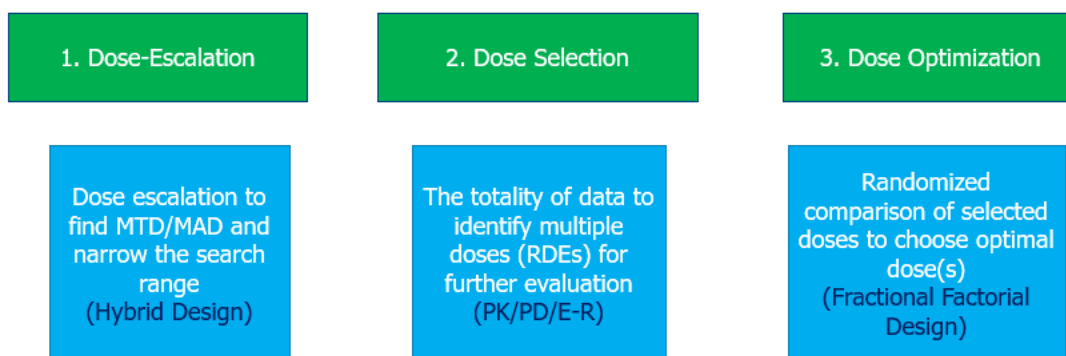 1. Dose-Escalation
2. Dose Selection
3. Dose Optimization
Dose escalation to
find MTD/MAD and
narrow the search
range
(Hybrid Design)
The totality of data to
identify multiple
doses (RDEs) for
further evaluation
(PK/PD/E-R)
Randomized
comparison of selected
doses to choose optimal
dose(s)
(Fractional Factorial
Design)